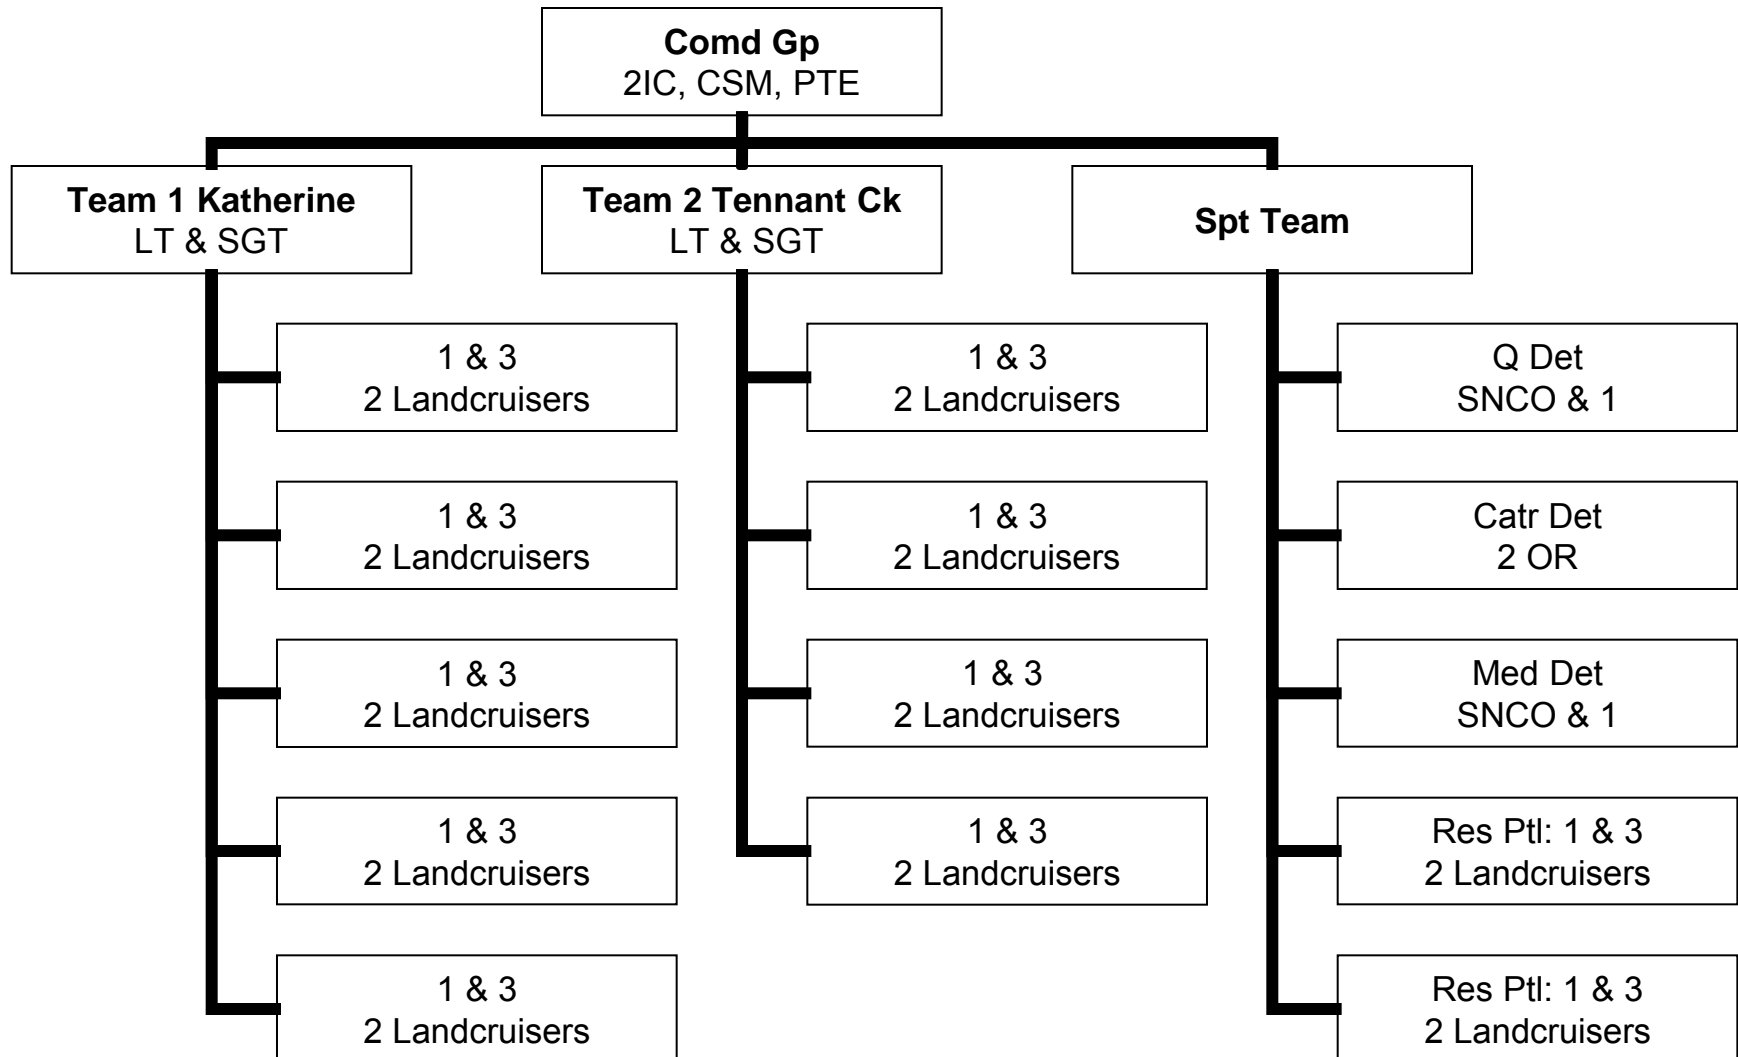 Comd Gp
2IC, CSM, PTE
Team 1 Katherine
LT & SGT
Team 2 Tennant Ck
LT & SGT
Spt Team
1 & 3
2 Landcruisers
1 & 3
2 Landcruisers
1 & 3
2 Landcruisers
1 & 3
2 Landcruisers
1 & 3
2 Landcruisers
1 & 3
2 Landcruisers
1 & 3
2 Landcruisers
1 & 3
2 Landcruisers
1 & 3
2 Landcruisers
Q Det
SNCO & 1
Catr Det
2 OR
Med Det
SNCO & 1
Res Ptl: 1 & 3
2 Landcruisers
Res Ptl: 1 & 3
2 Landcruisers